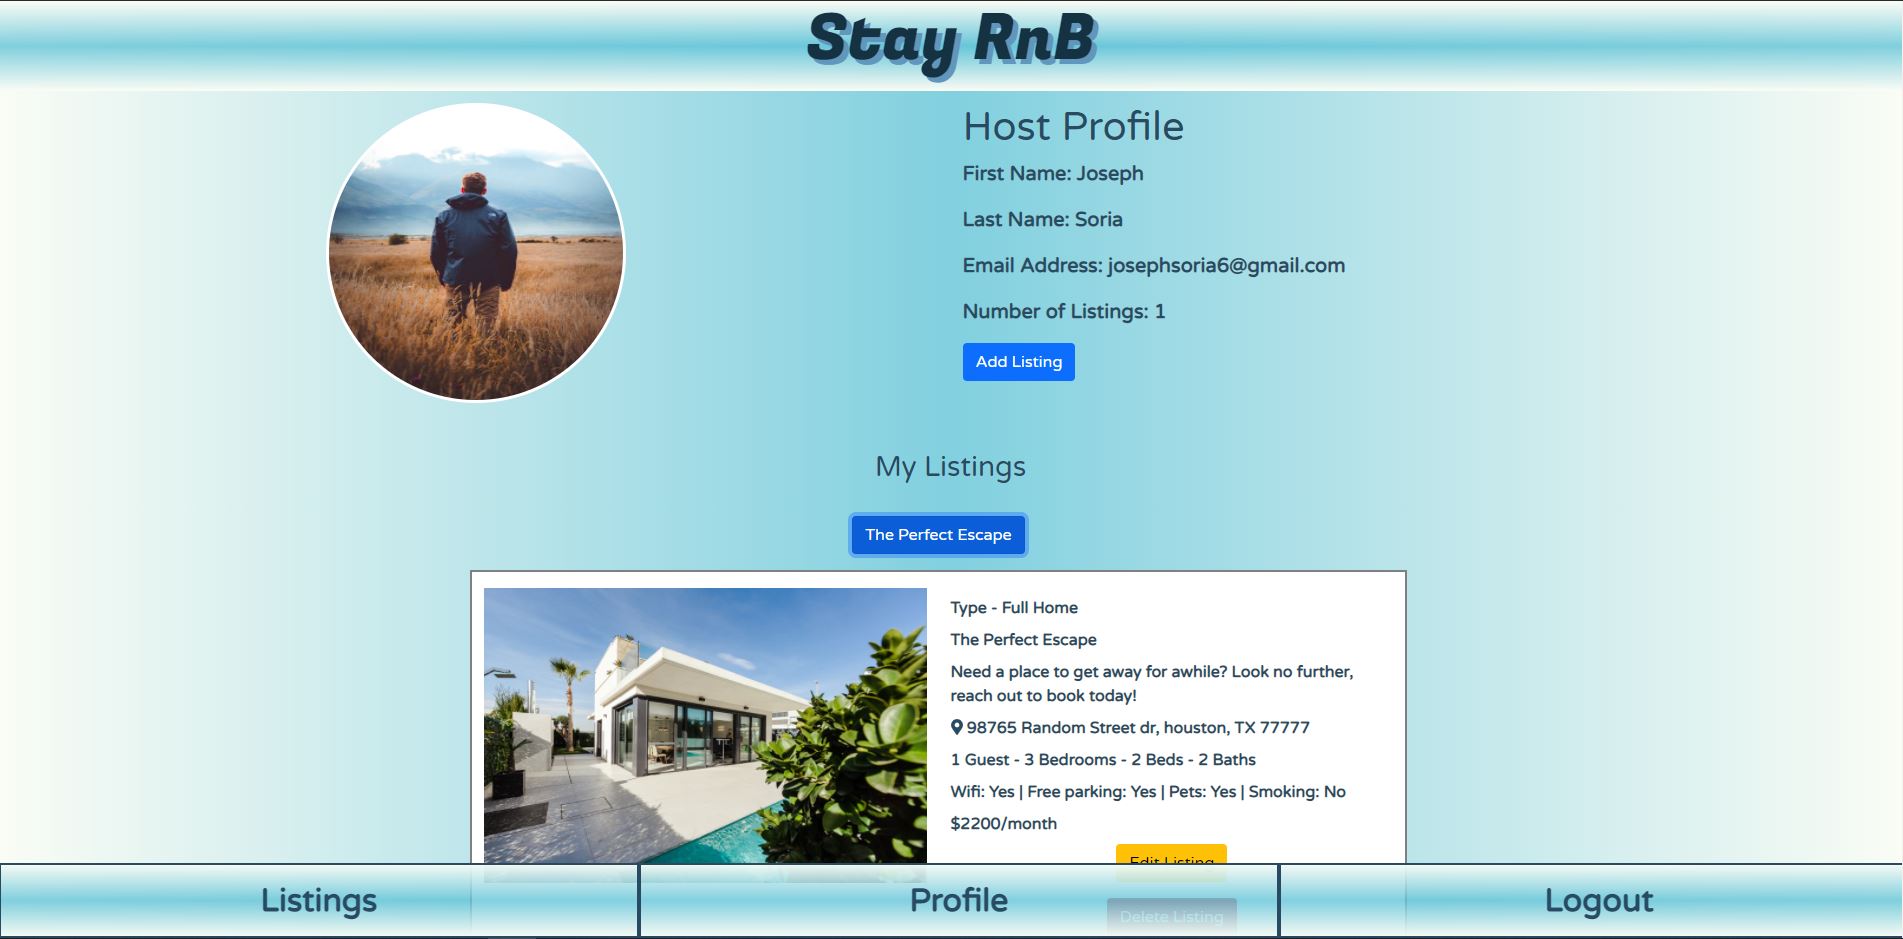 Stay RnB
Host Profile
First Name: Joseph
Last Name: Soria
Email Address: josephsoria6@gmail.com
Number of Listings: 1
Add Listing
My Listings
The Perfect Escape
Type - Full Home
The Perfect Escape
Need a place to get away for awhile? Look no further,
reach out to book today!
98765 Random Street dr, houston, TX 77777
1 Guest - 3 Bedrooms - 2 Beds - 2 Baths
Wifi: Yes | Free parking: Yes | Pets: Yes | Smoking: No
$2200/month
Edit Listing
Delete Listing
Listings
Profile
Logout